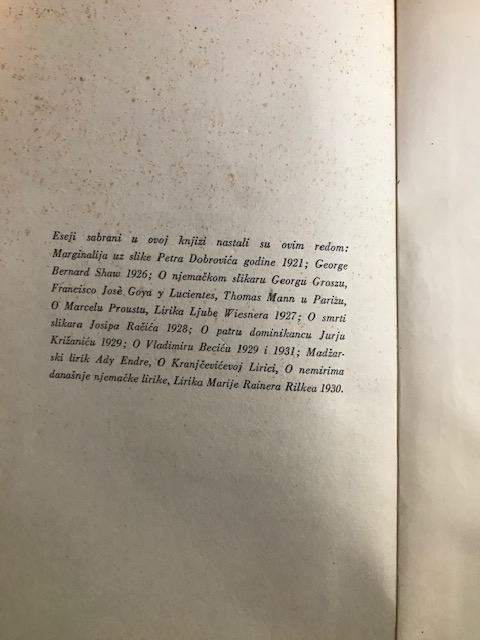 Eseji sabrani u ovoj knjizi nastali su ovim redom:
Marginalija uz slike Petra Dobrovića godine 1921; George
Bernard Shaw 1926; O njemačkom slikaru Georgu Groszu,
Francisco Josè Goya y Lucientes, Thomas Mann u Parizu,
O Marcelu Proustu, Lirika Ljube Wiesnera 1927; O smrti
slikara Josipa Račića 1928; O patru dominikancu Jurju
Križaniću 1929; O Vladimiru Beciću 1929 i 1931; Madžar-
ski lirik Ady Endre, O Kranjčevićevoj Lirici, O nemirima
današnje njemačke lirike, Lirika Marije Rainera Rilkea 1930.